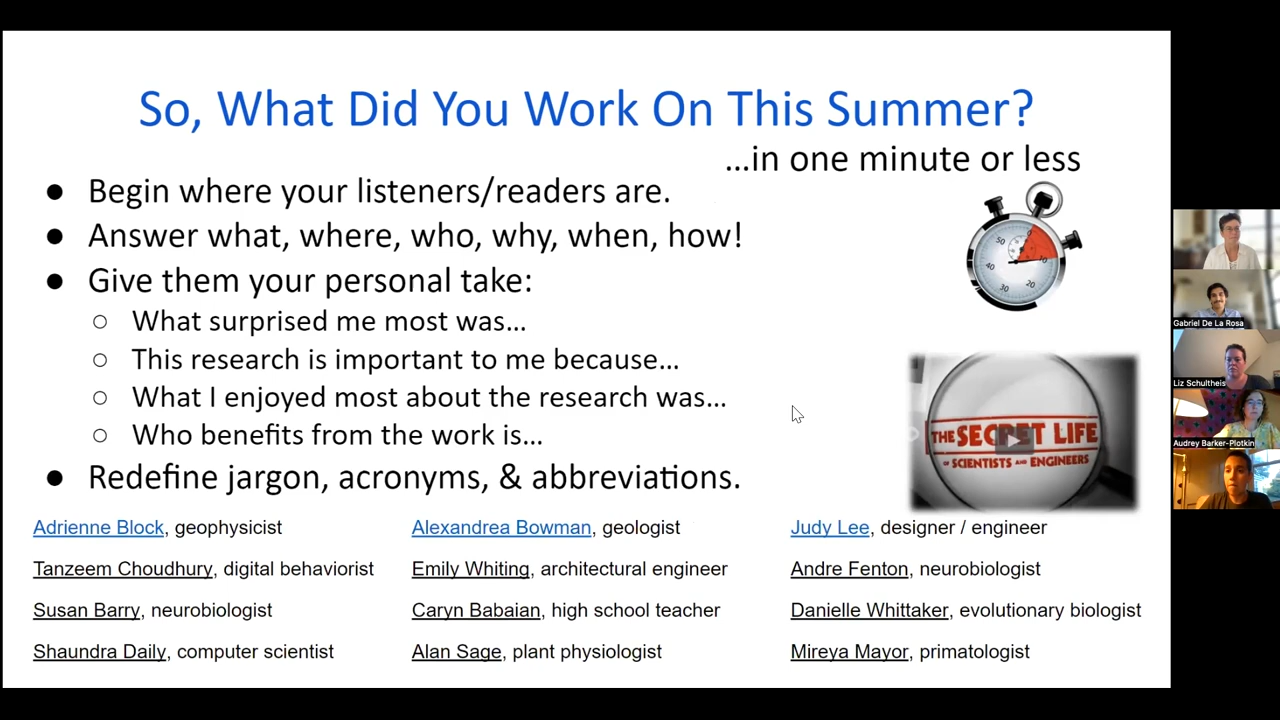 So, What Did You Work On This Summer?
...in one minute or less
● Begin where your listeners/readers are.
● Answer what, where, who, why, when, how!
● Give them your personal take:
○ What surprised me most was...
○ This research is important to me because...
○ What I enjoyed most about the research was...
○ Who benefits from the work is...
● Redefine jargon, acronyms, & abbreviations.
50
10
40
20
30
THE SECRET LIFE
OF SCIENTISTS AND ENGINEERS
Adrienne Block, geophysicist
Alexandrea Bowman, geologist
Judy Lee, designer / engineer
Tanzeem Choudhury, digital behaviorist
Emily Whiting, architectural engineer
Andre Fenton, neurobiologist
Susan Barry, neurobiologist
Caryn Babaian, high school teacher
Danielle Whittaker, evolutionary biologist
Shaundra Daily, computer scientist
Alan Sage, plant physiologist
Mireya Mayor, primatologist
Gabriel De La Rosa
Liz Schultheis
Audrey Barker-Plotkin